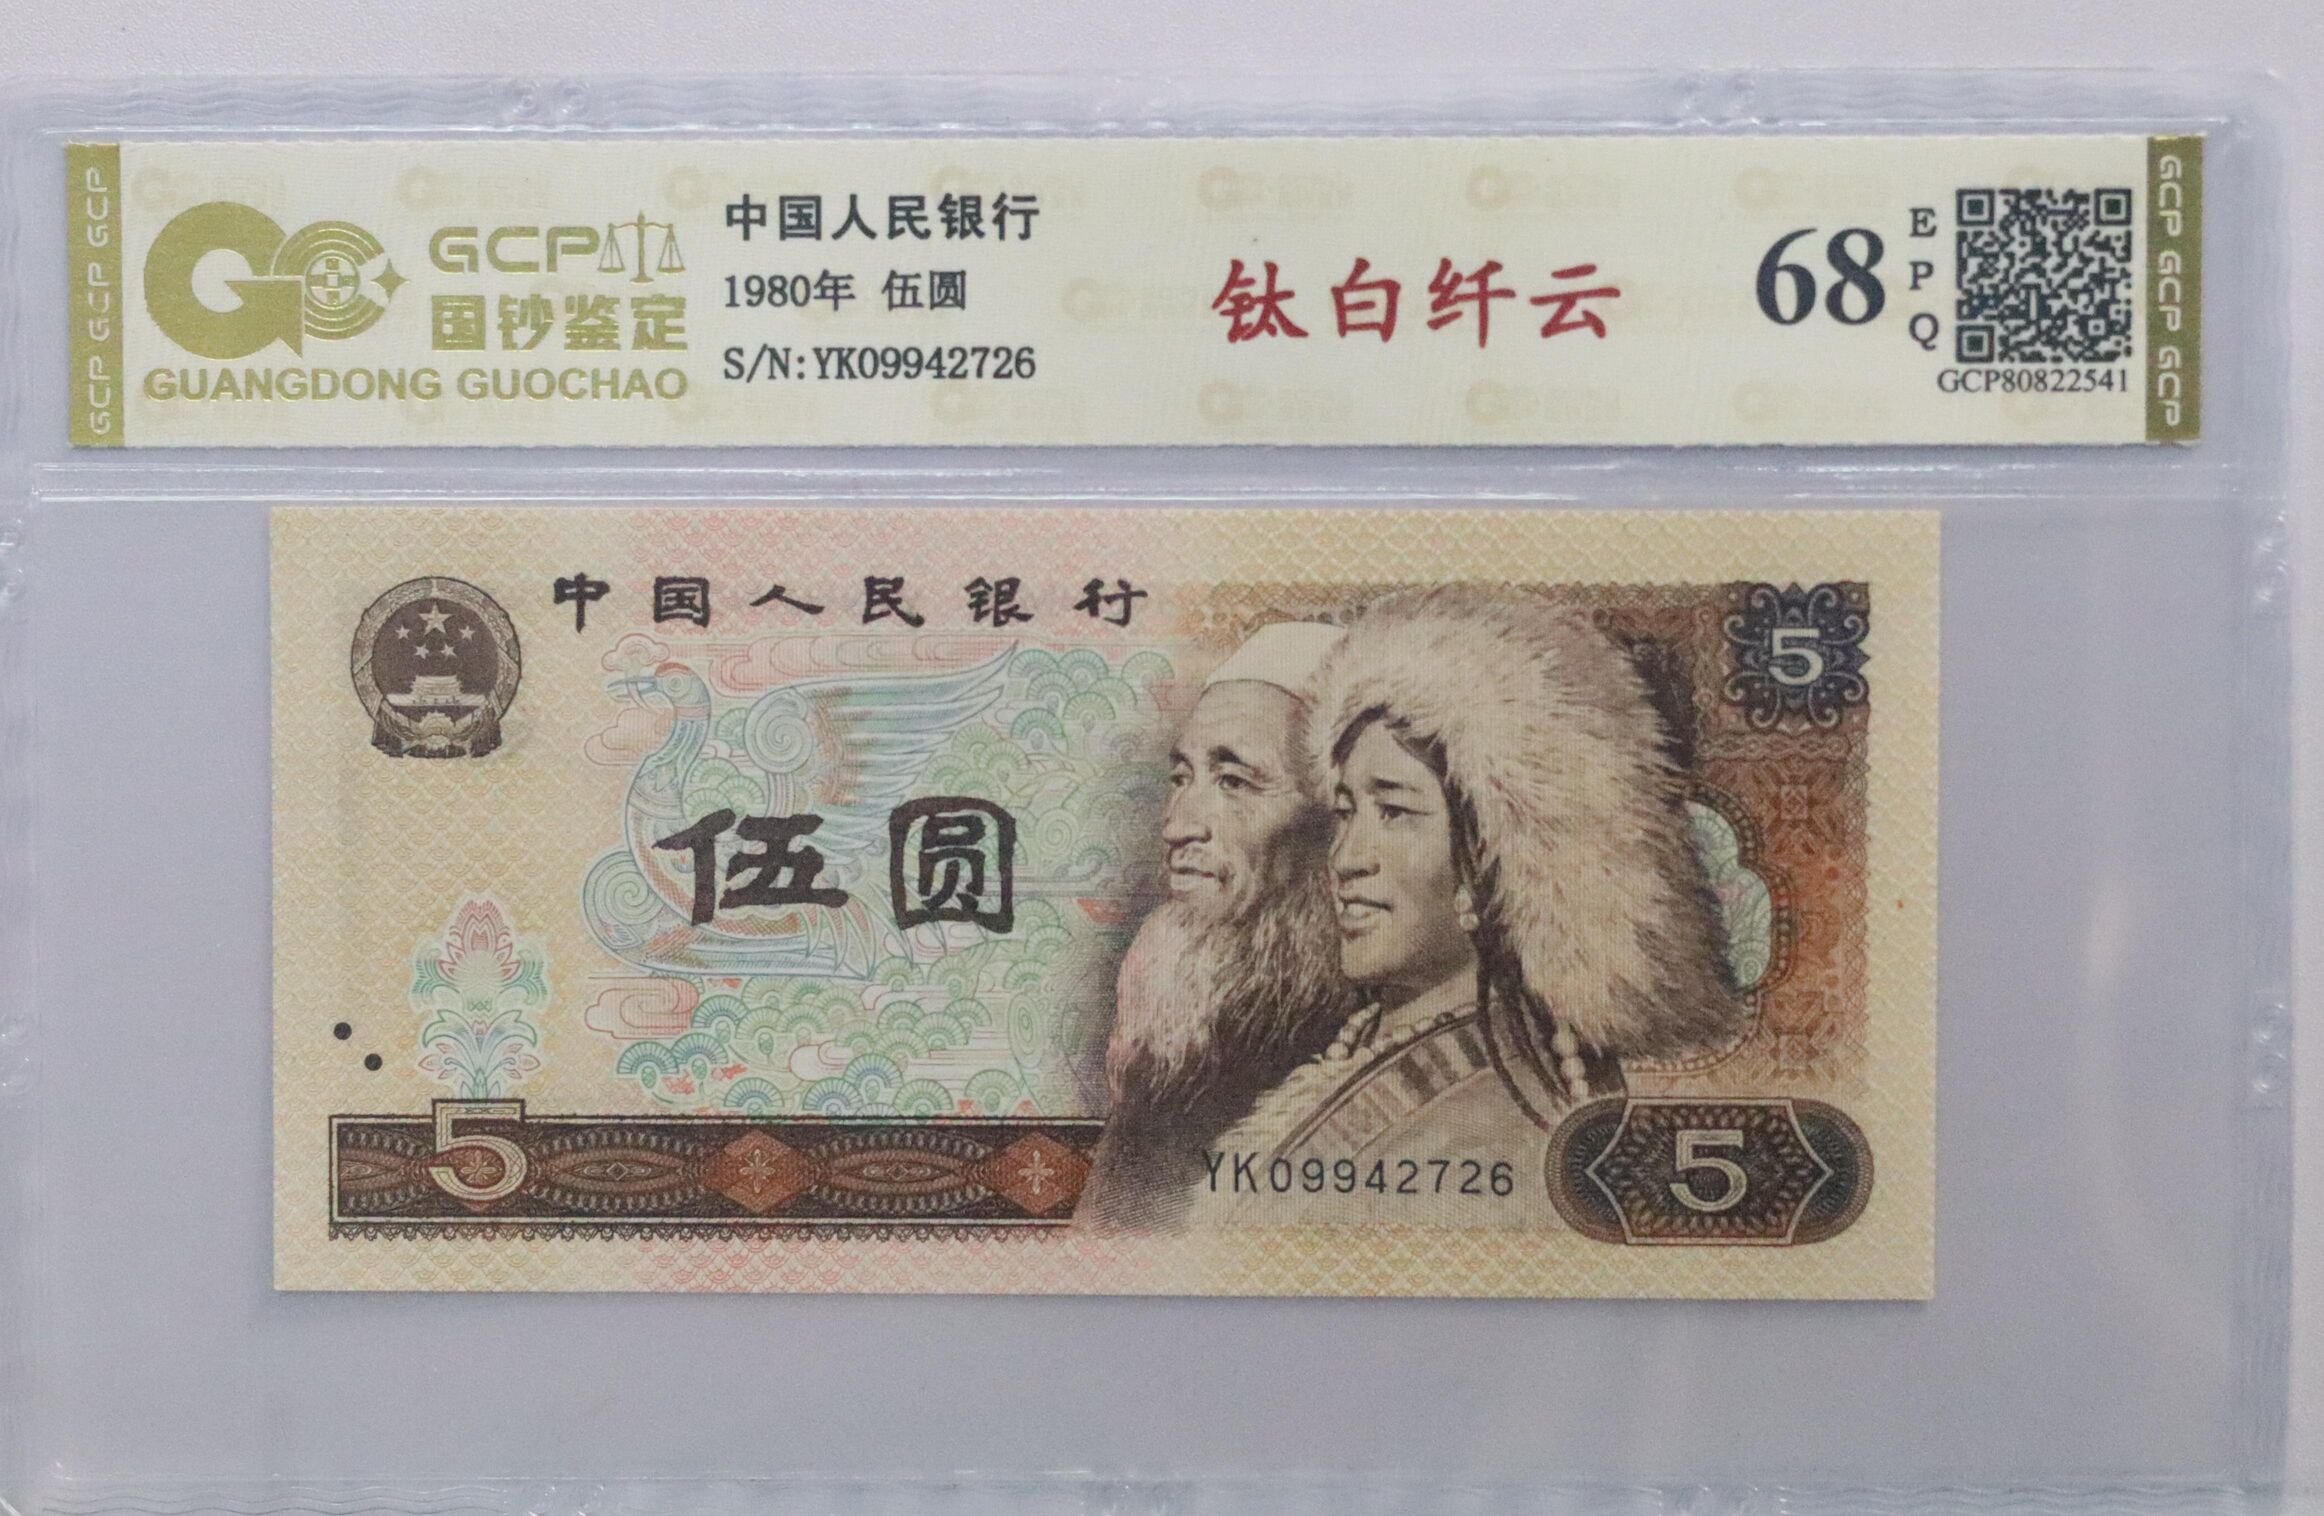 GCP GCP GCP
GCP
国钞鉴定
GUANGDONG GUOCHAO
中国人民银行
1980年 伍圆
S/N:YK09942726
钛白纤云
68
EPQ
GCP80822541
GCP GCP GCP
中国人民银行
5
伍圆
5
YK09942726
5